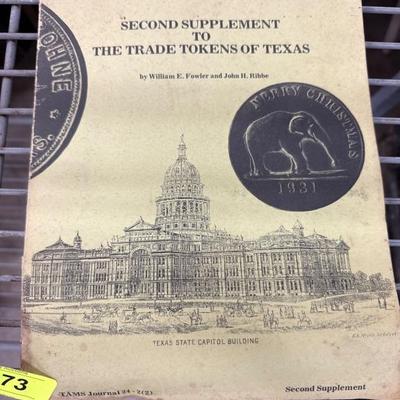 SECOND SUPPLEMENT
TO
THE TRADE TOKENS OF TEXAS
by William E. Fowler and John H. Ribbe
OHNE
S.
MERRY CHRISTMAS
1931
TEXAS STATE CAPITOL BUILDING
TAMS Journal 24 - 2(2)
Second Supplement
73